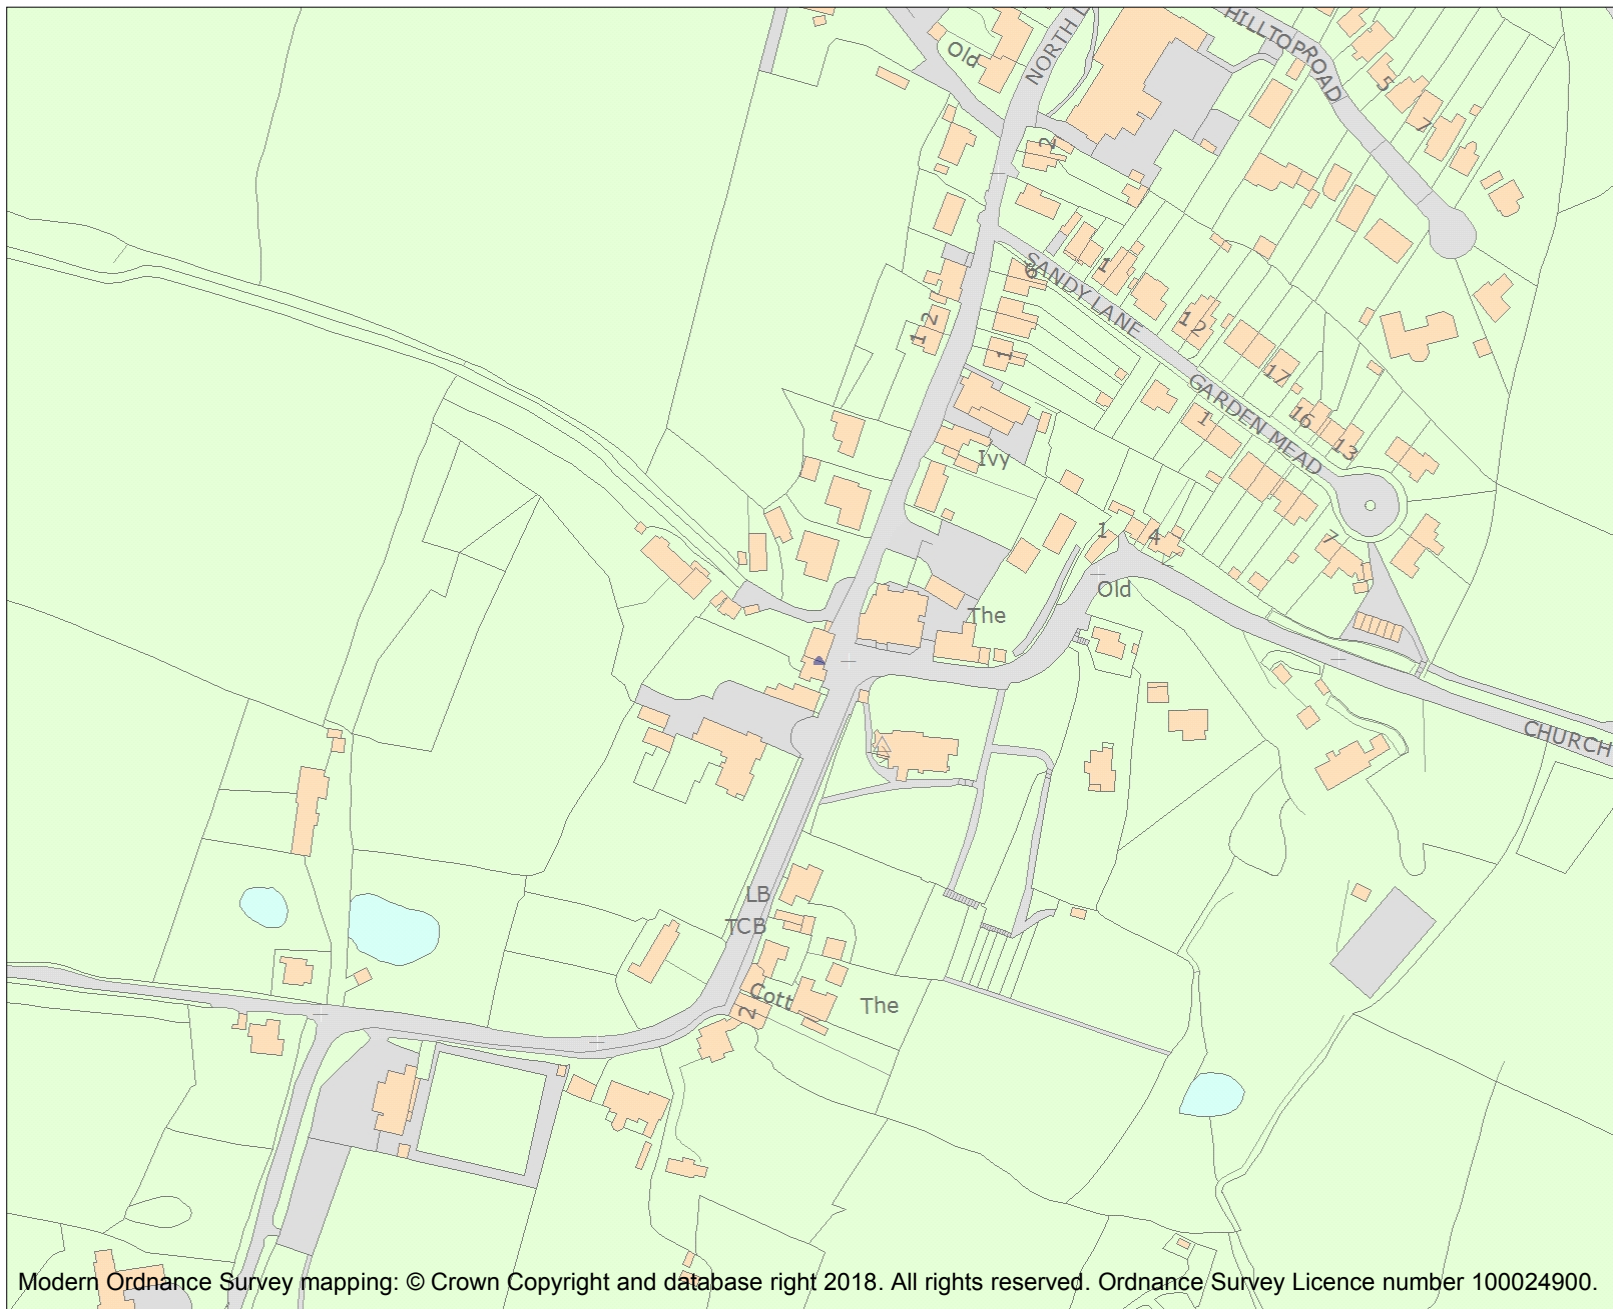 Old
NORTH
HILLTOP ROAD
5
7
2
SANDY LANE
6
1
1 2
1 2
1
17
GARDEN MEAD
16
13
1
Ivy
7
1
4
Old
The
CHURCH
LB
TCB
Cott
2
The
Modern Ordnance Survey mapping: © Crown Copyright and database right 2018. All rights reserved. Ordnance Survey Licence number 100024900.